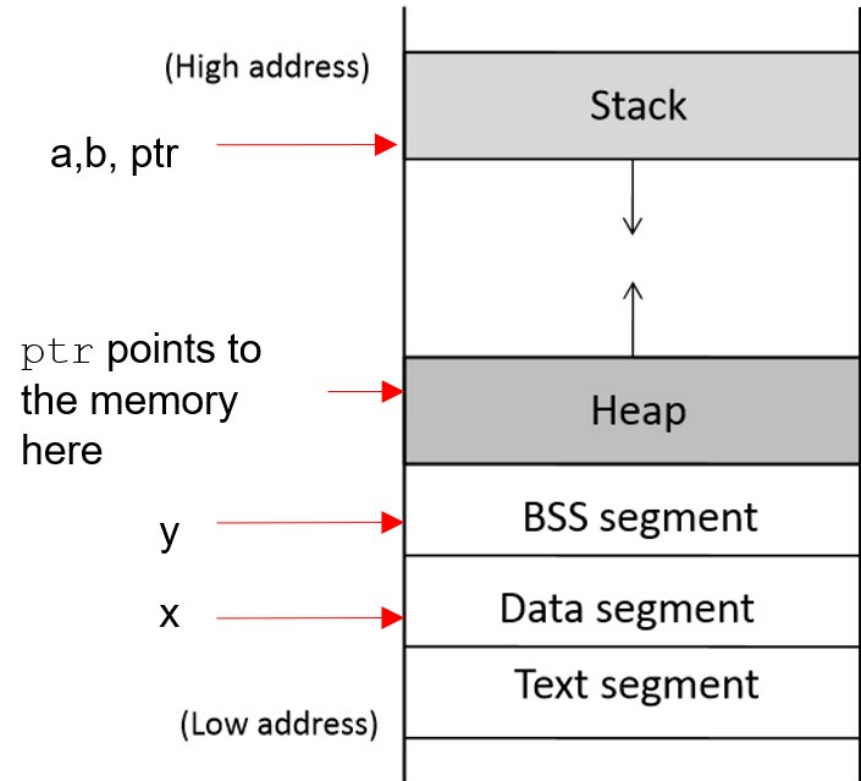 (High address)
Stack
a,b, ptr
ptr points to
the memory
here
Heap
y
BSS segment
x
Data segment
Text segment
(Low address)